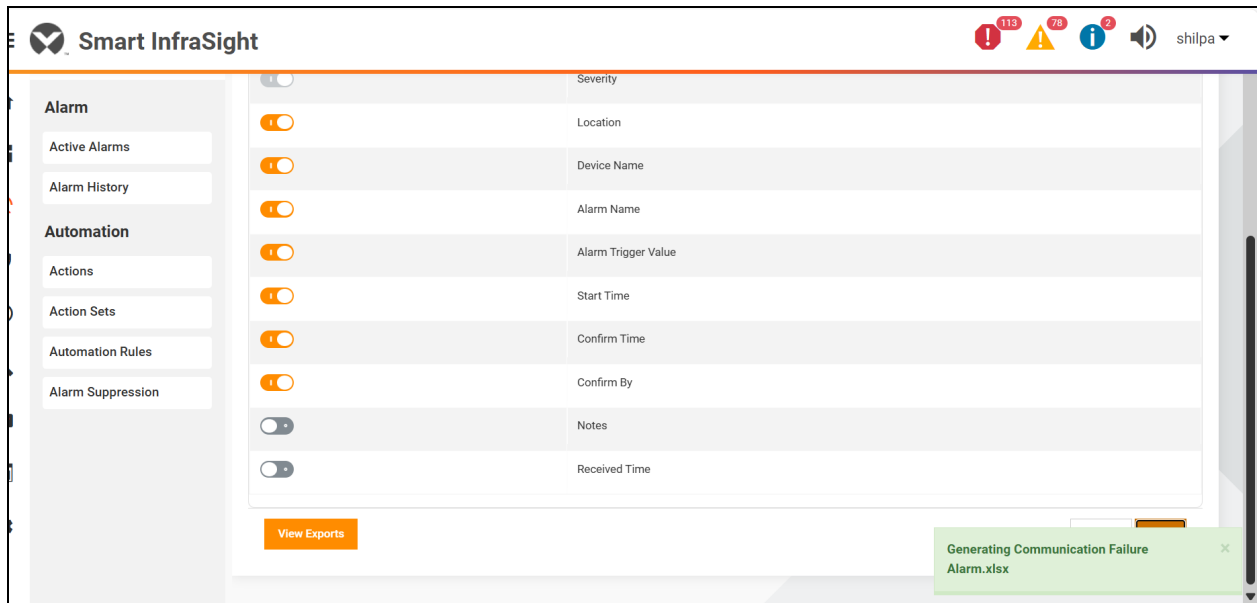 Smart InfraSight
113
78
2
shilpa
Alarm
Active Alarms
Alarm History
Automation
Actions
Action Sets
Automation Rules
Alarm Suppression
Severity
Location
Device Name
Alarm Name
Alarm Trigger Value
Start Time
Confirm Time
Confirm By
Notes
Received Time
View Exports
Generating Communication Failure
Alarm.xlsx